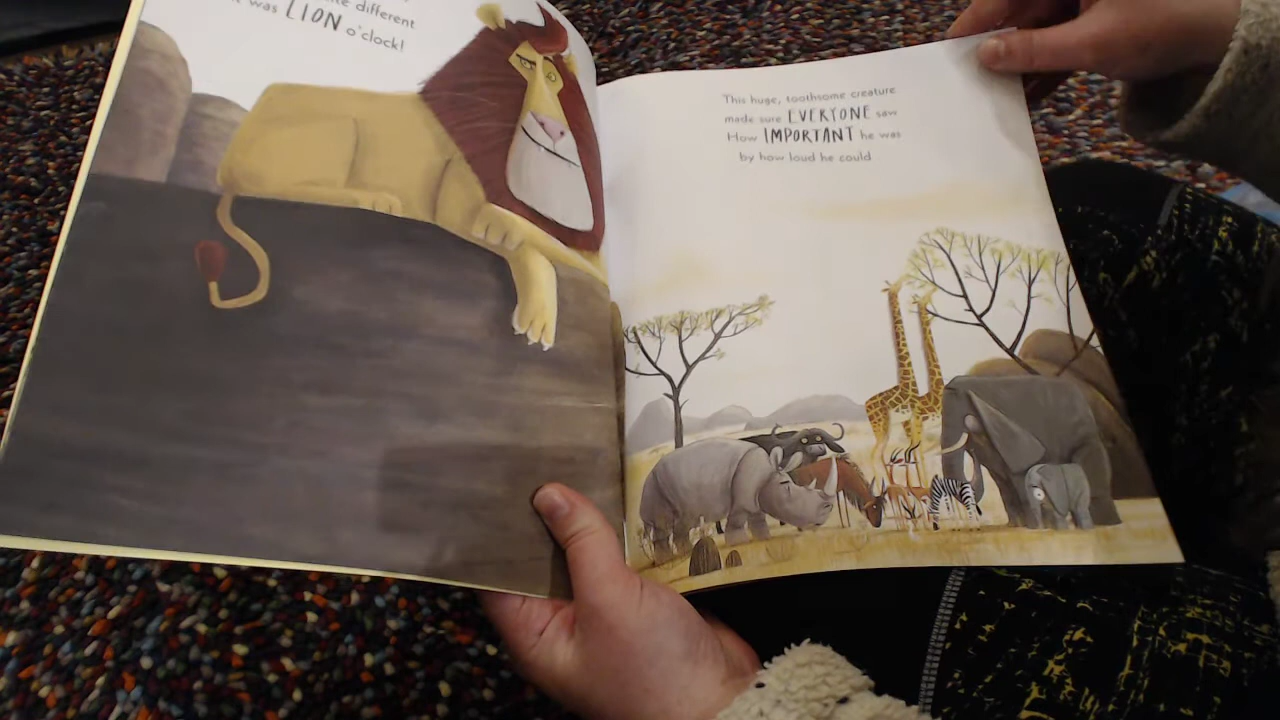 different
was LION
o'clock!
This huge, toothsome creature
made sure EVERYONE saw
How IMPORTANT he was
by how loud he could